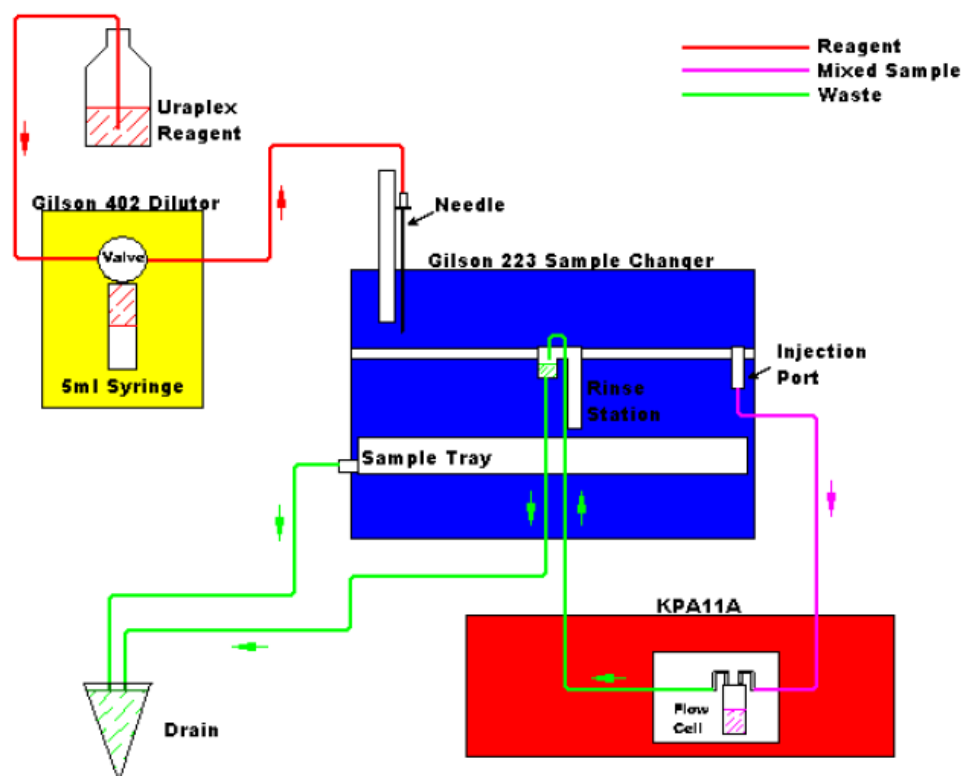 Reagent
Mixed Sample
Waste
Uraplex
Reagent
Gilson 402 Dilutor
Valve
5ml Syringe
Needle
Gilson 223 Sample Changer
Injection
Port
Rinse
Station
Sample Tray
KPA11A
Flow
Cell
Drain